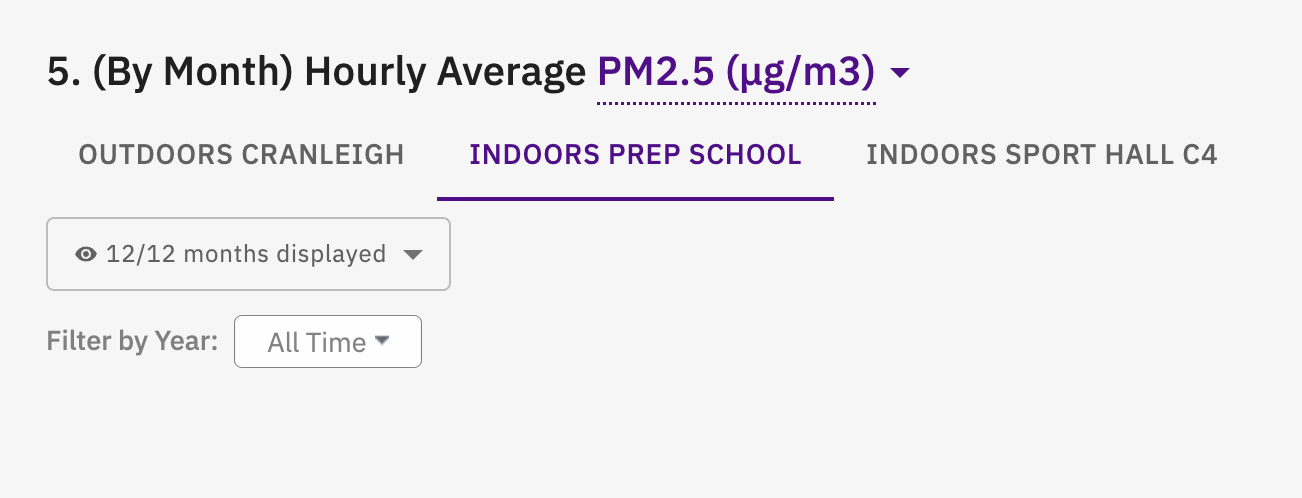 5. (By Month) Hourly Average PM2.5 (µg/m3)
OUTDOORS CRANLEIGH INDOORS PREP SCHOOL INDOORS SPORT HALL C4
12/12 months displayed
Filter by Year: All Time